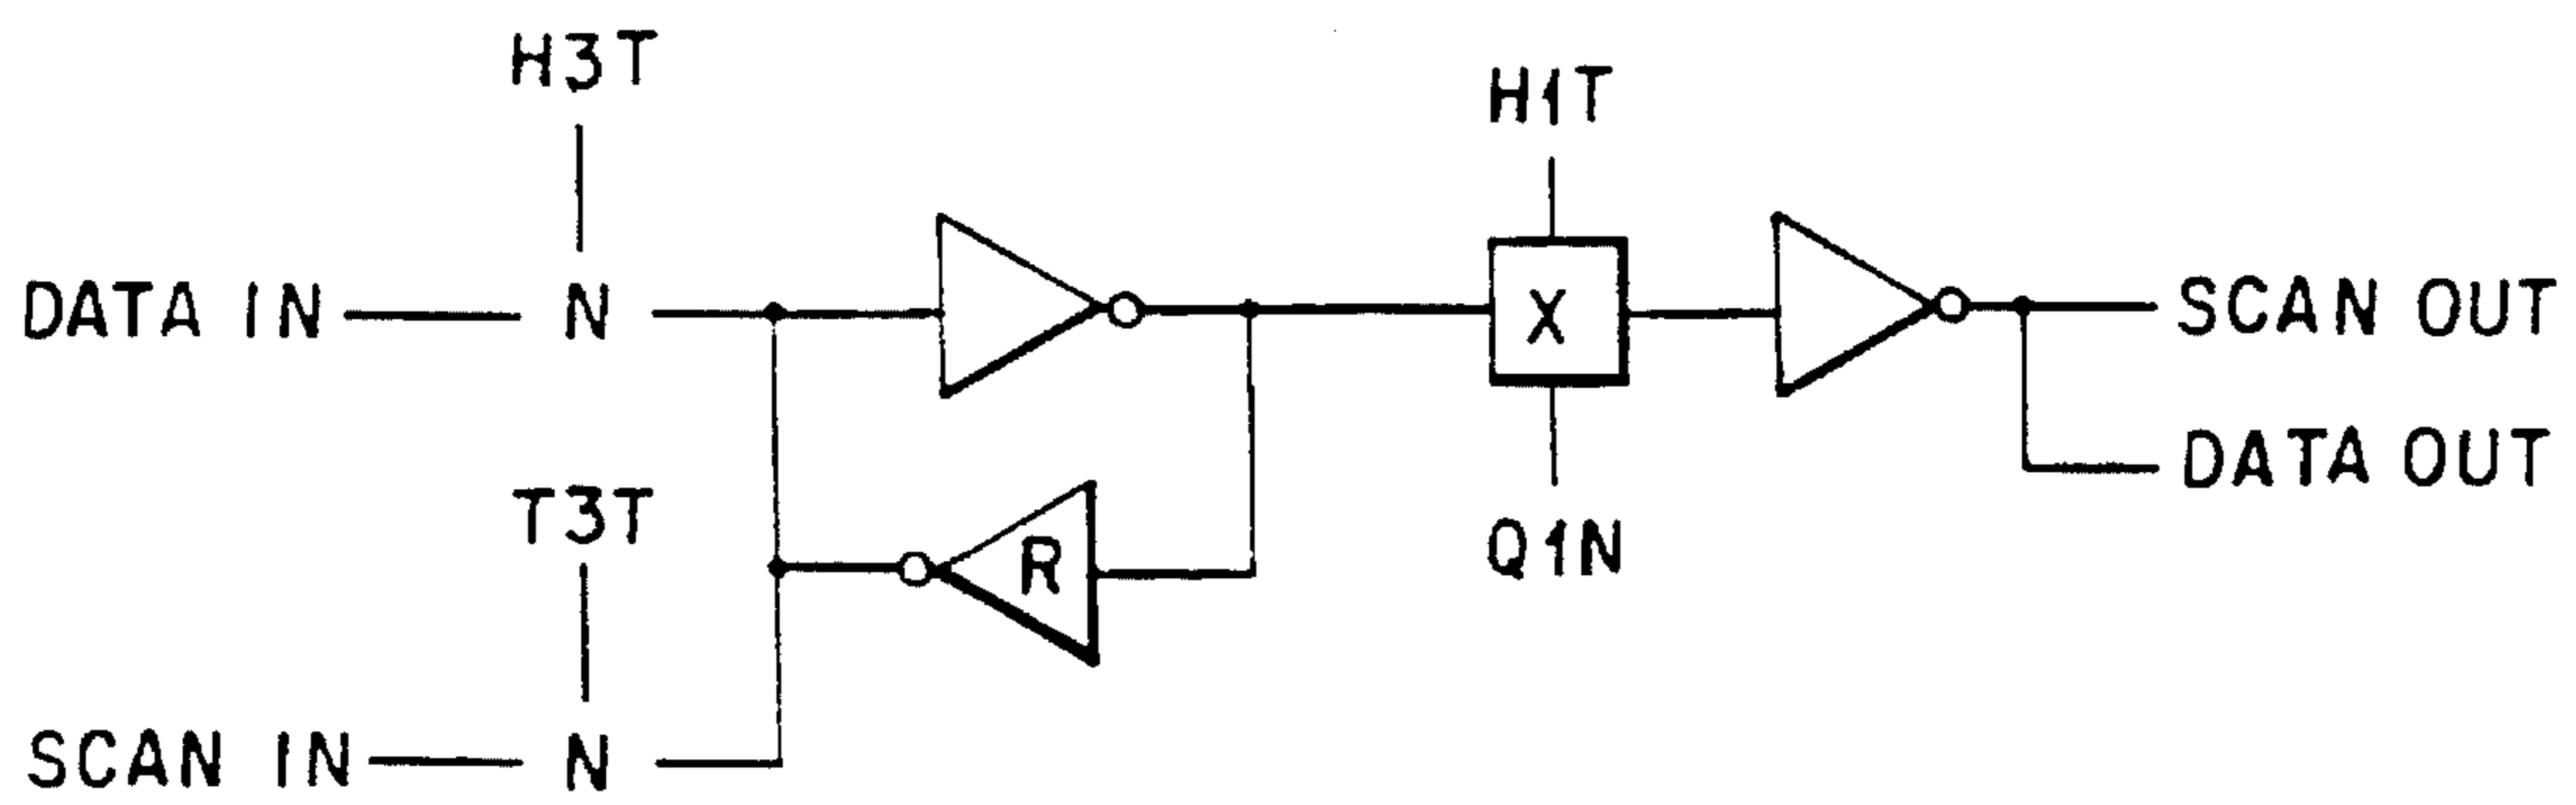 H3T
H1T
DATA IN
N
X
SCAN OUT
DATA OUT
T3T
R
Q1N
SCAN IN
N